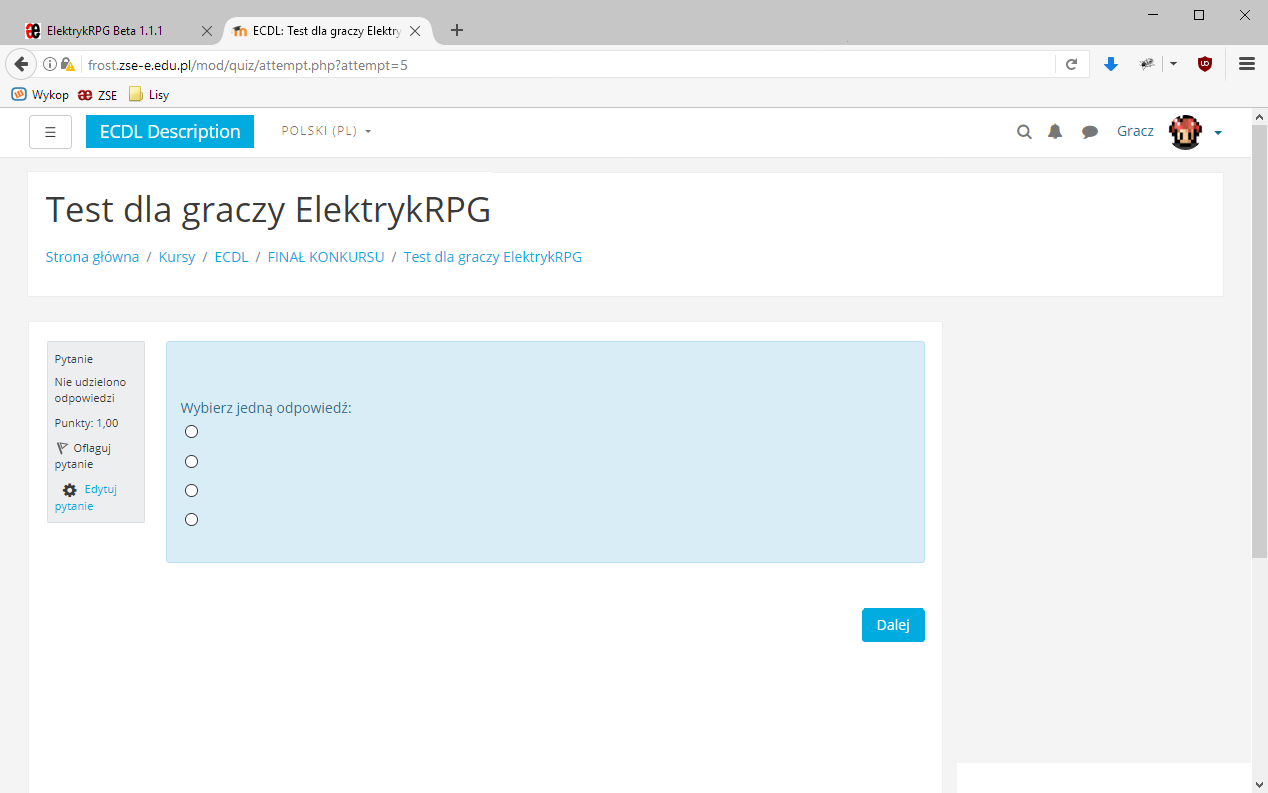 ElektrykRPG Beta 1.1.1
ECDL: Test dla graczy Elektry
frost.zse-e.edu.pl/mod/quiz/attempt.php?attempt=5
Wykop ZSE Lisy
ECDL Description POLSKI (PL) Gracz
Test dla graczy ElektrykRPG
Strona główna / Kursy / ECDL / FINAŁ KONKURSU / Test dla graczy ElektrykRPG
Pytanie
Nie udzielono
odpowiedzi
Punkty: 1,00
Oflaguj
pytanie
Edytuj
pytanie
Wybierz jedną odpowiedź:
Dalej